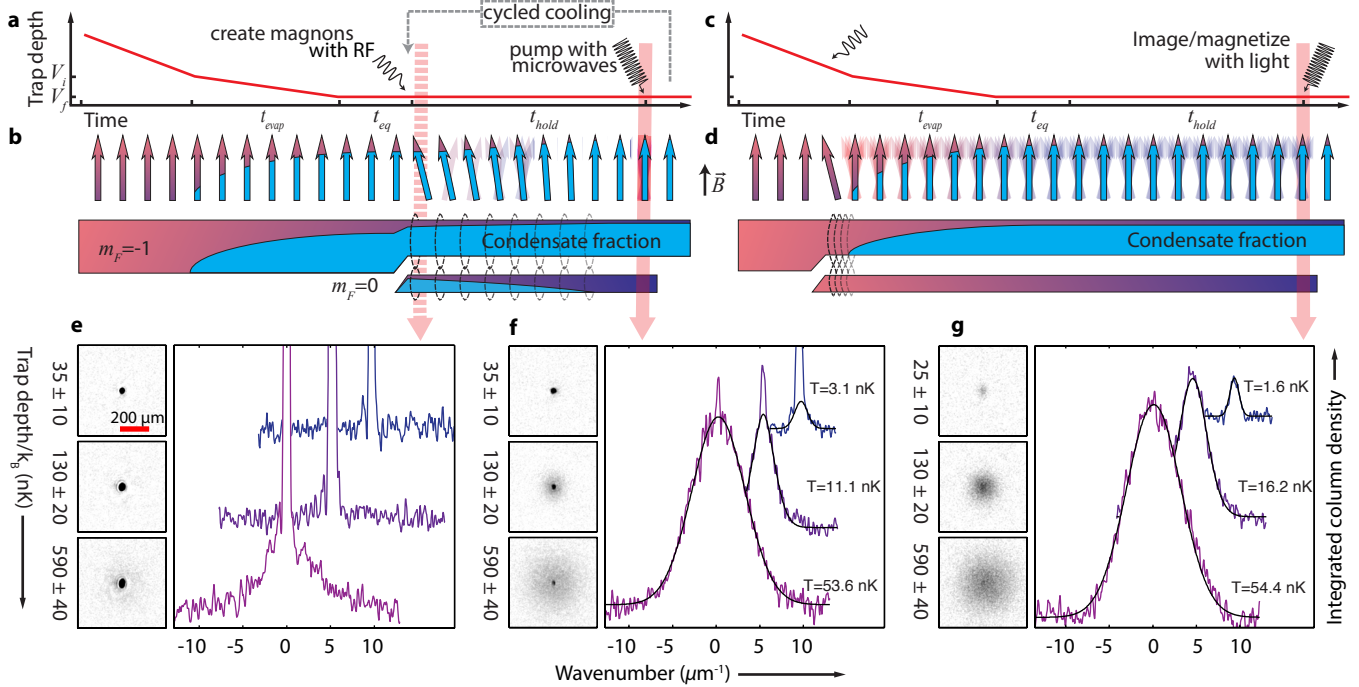 a
cycled cooling
create magnons
with RF
pump with
microwaves
Trap depth
V_i
V_f
Time
t_evap
t_eq
t_hold
b
m_F=-1
Condensate fraction
m_F=0
c
Image/magnetize
with light
d
t_evap
t_eq
t_hold
B⃗
Condensate fraction
e
Trap depth/k_B (nK)
35 ± 10
130 ± 20
590 ± 40
200 µm
-10
-5
0
5
10
f
35 ± 10
130 ± 20
590 ± 40
T=3.1 nK
T=11.1 nK
T=53.6 nK
-10
-5
0
5
10
Wavenumber (µm⁻¹)
g
25 ± 10
130 ± 20
590 ± 40
T=1.6 nK
T=16.2 nK
T=54.4 nK
-10
-5
0
5
10
Integrated column density